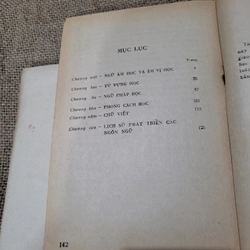 MỤC LỤC
Trang
Chương một - NGỮ ÂM HỌC VÀ ÂM VỊ HỌC
Chương hai - TỪ VỰNG HỌC
Chương ba - NGỮ PHÁP HỌC
Chương bốn - PHONG CÁCH HỌC
Chương năm - CHỮ VIẾT
Chương sáu - LỊCH SỬ PHÁT TRIỂN CÁC
NGÔN NGỮ
142